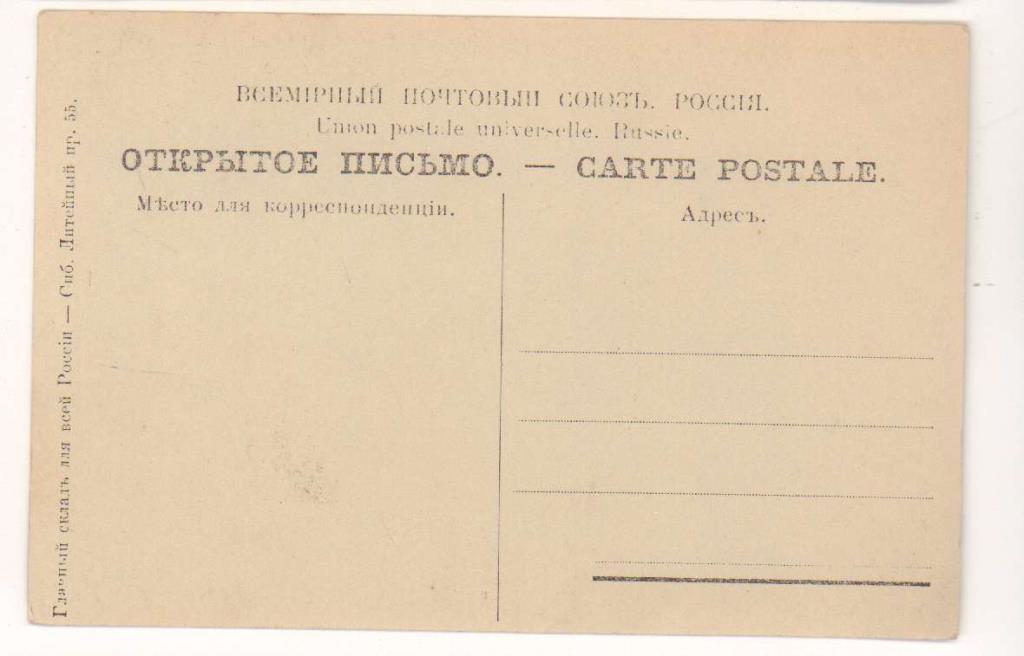 ВСЕМІРНЫЙ ПОЧТОВЫЙ СОЮЗЪ. РОССІЯ.
Union postale universelle. Russie.
ОТКРЫТОЕ ПИСЬМО. — CARTE POSTALE.
Мѣсто для корреспонденціи.
Адресъ.
Главный складъ для всей Россіи — Спб. Литейный пр. 55.